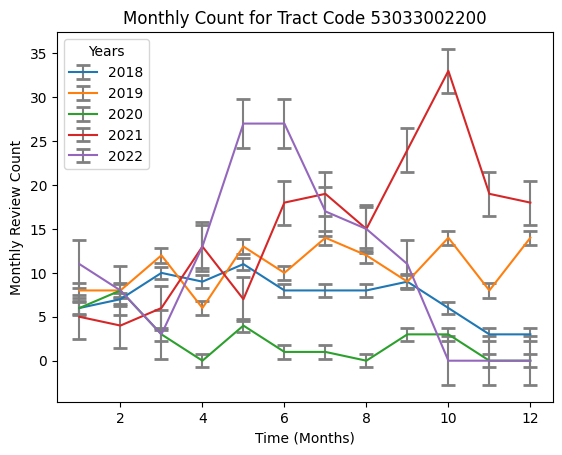 Monthly Count for Tract Code 53033002200
Years
2018
2019
2020
2021
2022
Monthly Review Count
35
30
25
20
15
10
5
0
2 4 6 8 10 12
Time (Months)